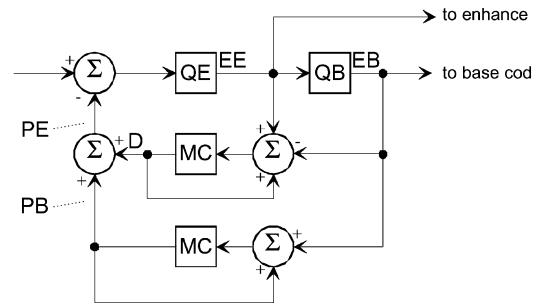 to enhance
+ Σ QE EE QB EB to base cod
-
PE + -
+ D
Σ MC Σ
+ +
PB
MC Σ +
+